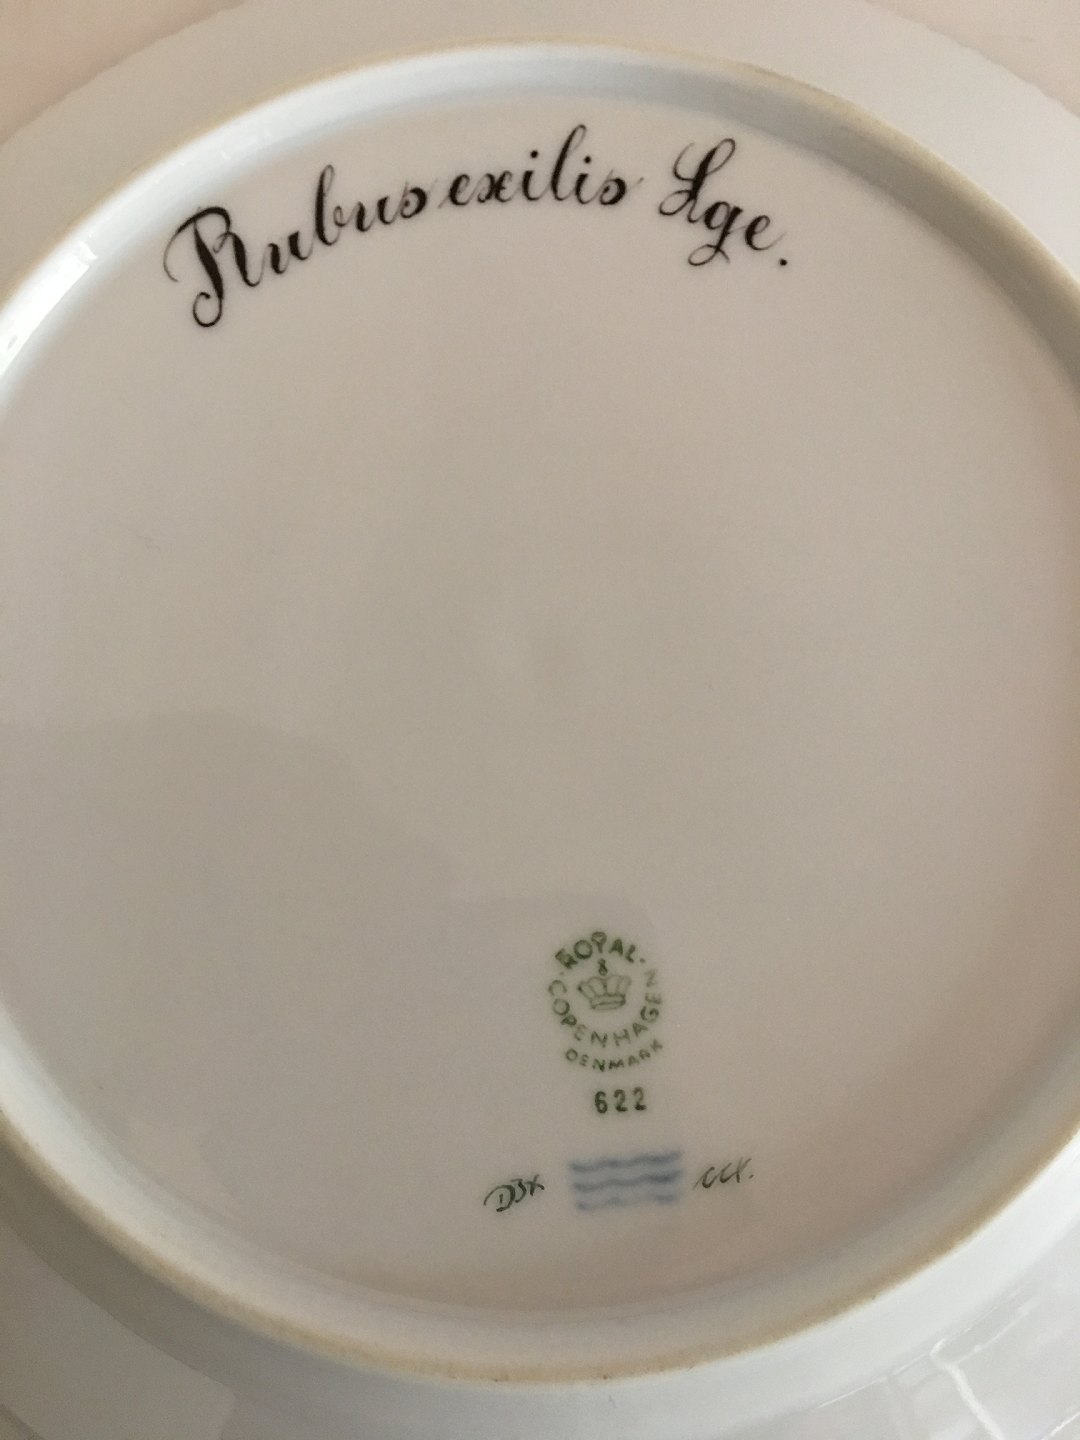 Rubus exilis Lge.
ROYAL
COPENHAGEN
DENMARK
622